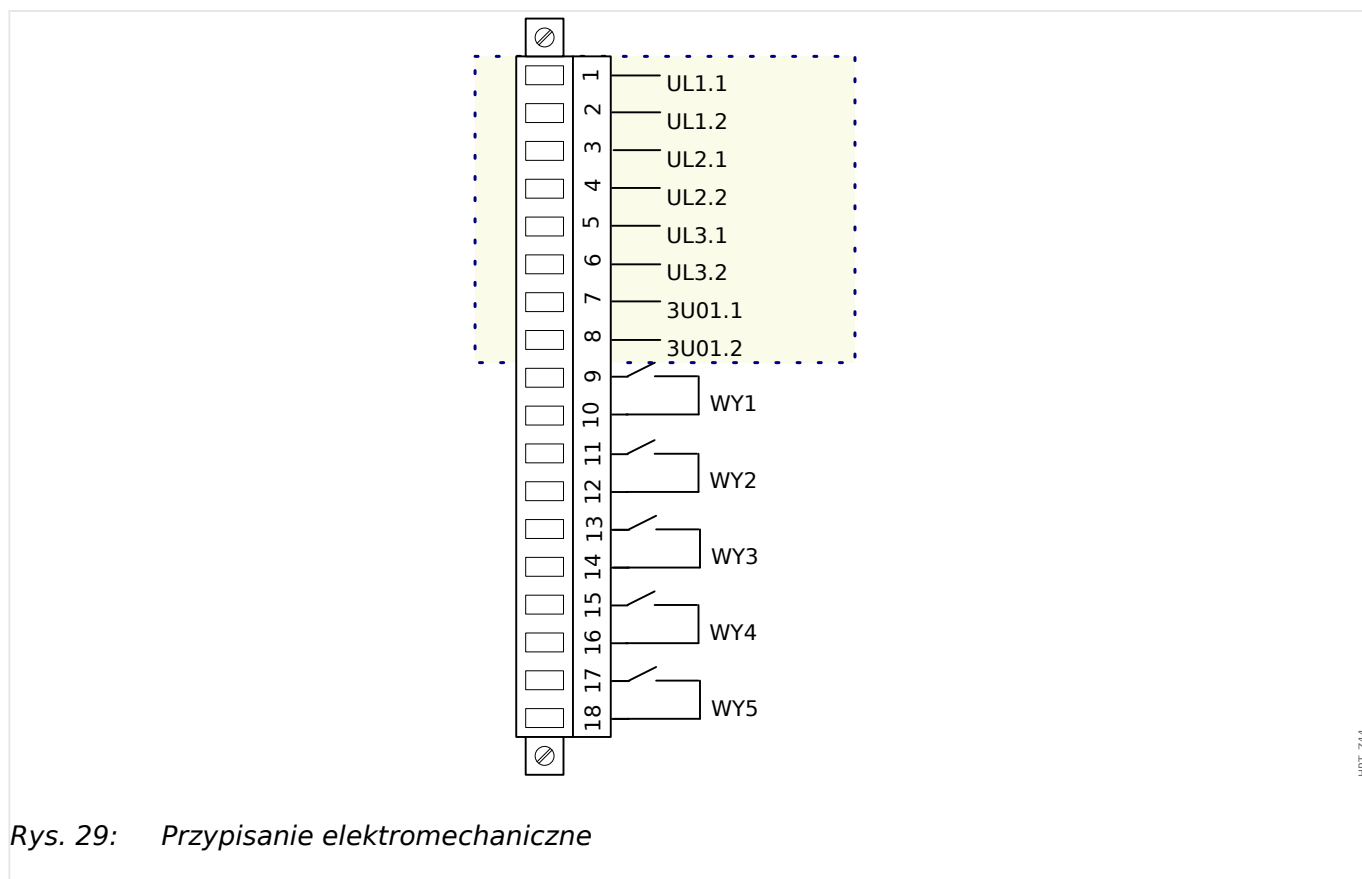 1 UL1.1
2 UL1.2
3 UL2.1
4 UL2.2
5 UL3.1
6 UL3.2
7 3U01.1
8 3U01.2
9
10 WY1
11
12 WY2
13
14 WY3
15
16 WY4
17
18 WY5
Rys. 29: Przypisanie elektromechaniczne